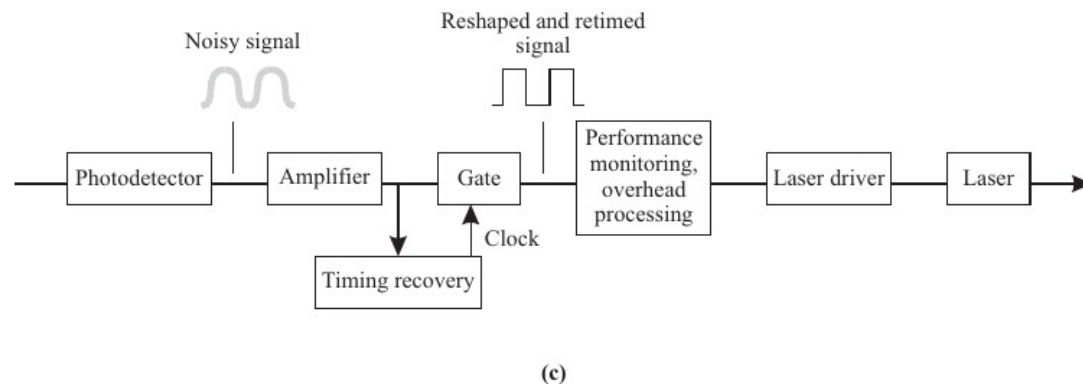 Noisy signal
Reshaped and retimed
signal
Photodetector
Amplifier
Gate
Performance
monitoring,
overhead
processing
Laser driver
Laser
Clock
Timing recovery
(c)